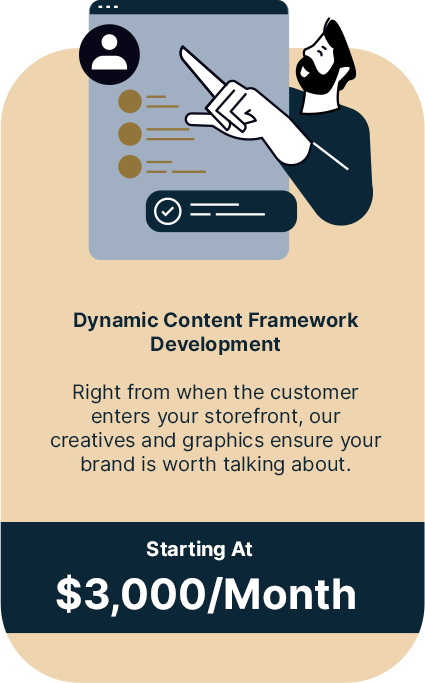 Dynamic Content Framework
Development
Right from when the customer
enters your storefront, our
creatives and graphics ensure your
brand is worth talking about.
Starting At
$3,000/Month